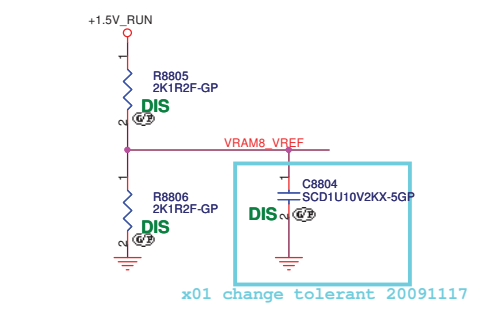 +1.5V_RUN
1
R8805
2K1R2F-GP
DIS
2
G/P
VRAM8_VREF
1
R8806
2K1R2F-GP
DIS
2
G/P
1
C8804
SCD1U10V2KX-5GP
DIS
2
G/P
x01 change tolerant 20091117